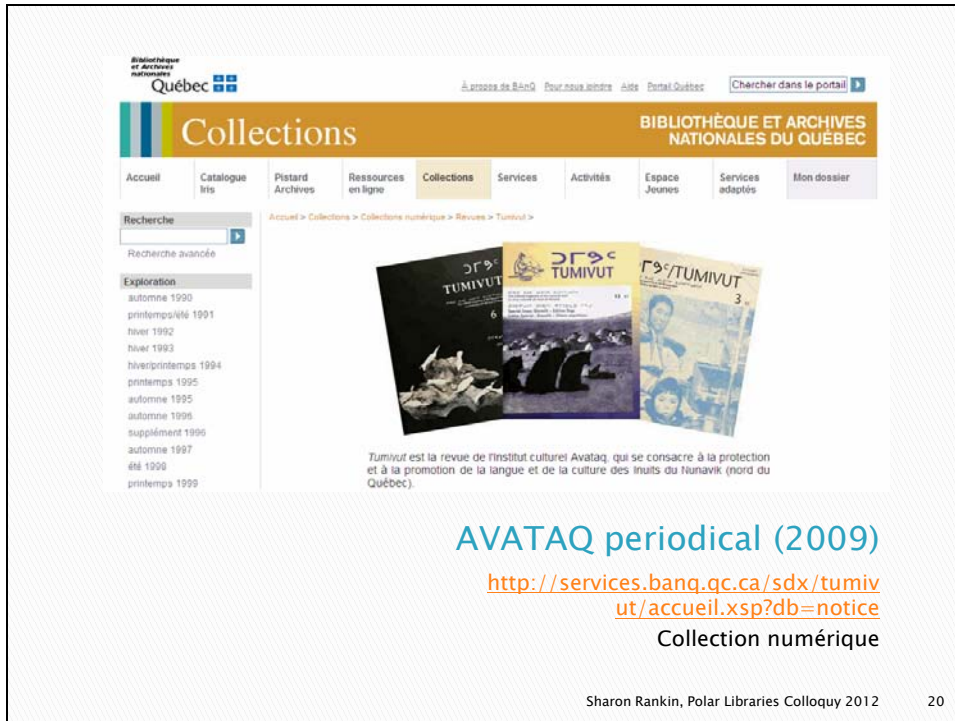 Bibliothèque
et Archives
nationales
Québec
À propos de BAnQ Pour nous joindre Aide Portail Québec Chercher dans le portail
Collections
BIBLIOTHÈQUE ET ARCHIVES
NATIONALES DU QUÉBEC
Accueil
Catalogue
Iris
Pistard
Archives
Ressources
en ligne
Collections
Services
Activités
Espace
Jeunes
Services
adaptés
Mon dossier
Recherche
Recherche avancée
Accueil > Collections > Collections numérique > Revues > Tumivut >
Exploration
automne 1990
printemps/été 1991
hiver 1992
hiver 1993
hiver/printemps 1994
printemps 1995
automne 1995
automne 1996
supplément 1996
automne 1997
été 1998
printemps 1999
ᑐᒥᕗᑦ
TUMIVUT
6
ᑐᒥᕗᑦ
TUMIVUT
ᒥᕗᑦ/TUMIVUT
3
Tumivut est la revue de l'Institut culturel Avataq, qui se consacre à la protection
et à la promotion de la langue et de la culture des Inuits du Nunavik (nord du
Québec).
AVATAQ periodical (2009)
http://services.banq.qc.ca/sdx/tumiv
ut/accueil.xsp?db=notice
Collection numérique
Sharon Rankin, Polar Libraries Colloquy 2012 20